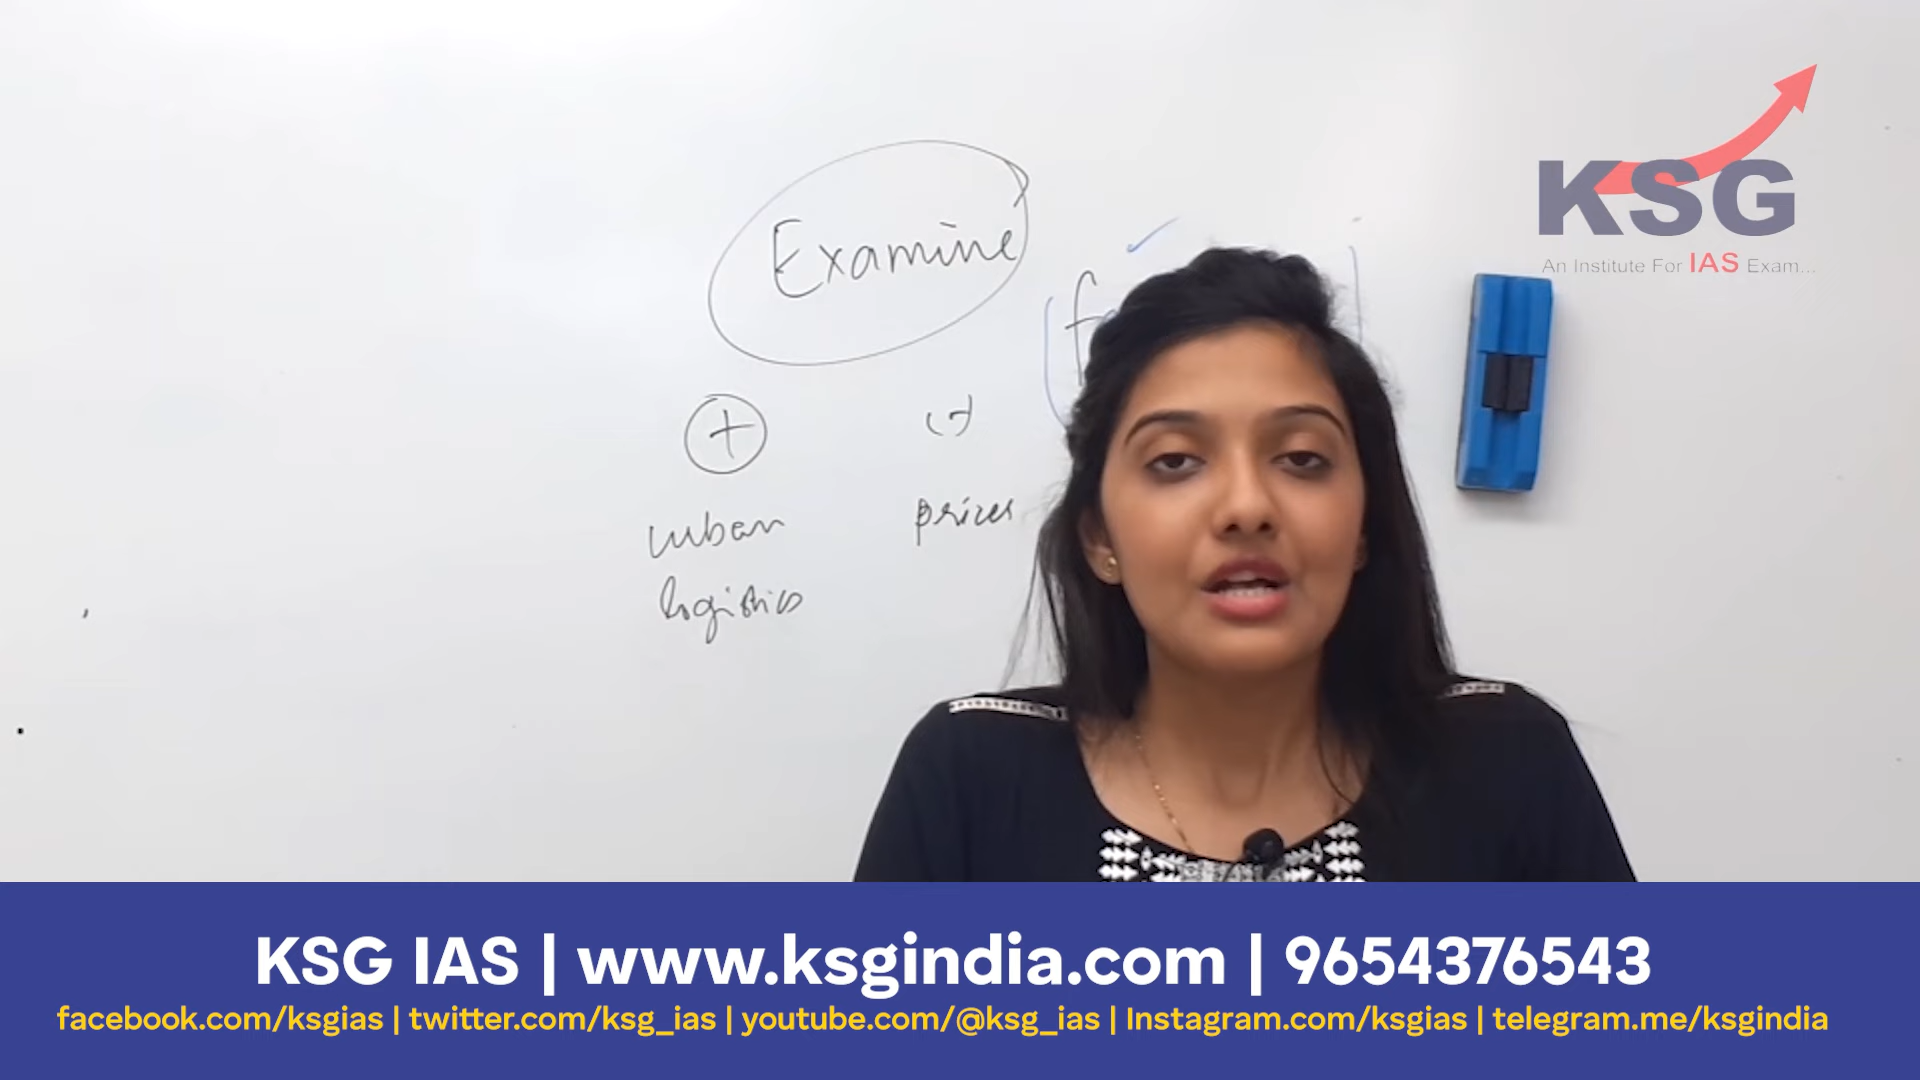 Examine
(+) (-)
urban prices
logistics
KSG
An Institute For IAS Exam...
KSG IAS | www.ksgindia.com | 9654376543
facebook.com/ksgias | twitter.com/ksg_ias | youtube.com/@ksg_ias | Instagram.com/ksgias | telegram.me/ksgindia